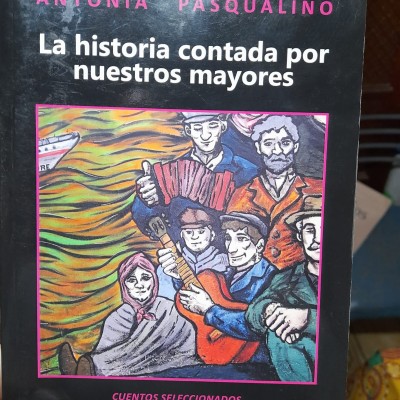 ANTONIA PASQUALINO
La historia contada por
nuestros mayores
CUENTOS SELECCIONADOS